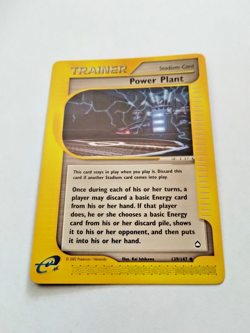 TRAINER
Stadium Card
Power Plant
This card stays in play when you play it. Discard this
card if another Stadium card comes into play.
Once during each of his or her turns, a
player may discard a basic Energy card
from his or her hand. If that player
does, he or she chooses a basic Energy
card from his or her discard pile, shows
it to his or her opponent, and then puts
it into his or her hand.
Illus. Kai Ishikawa
139/147
e